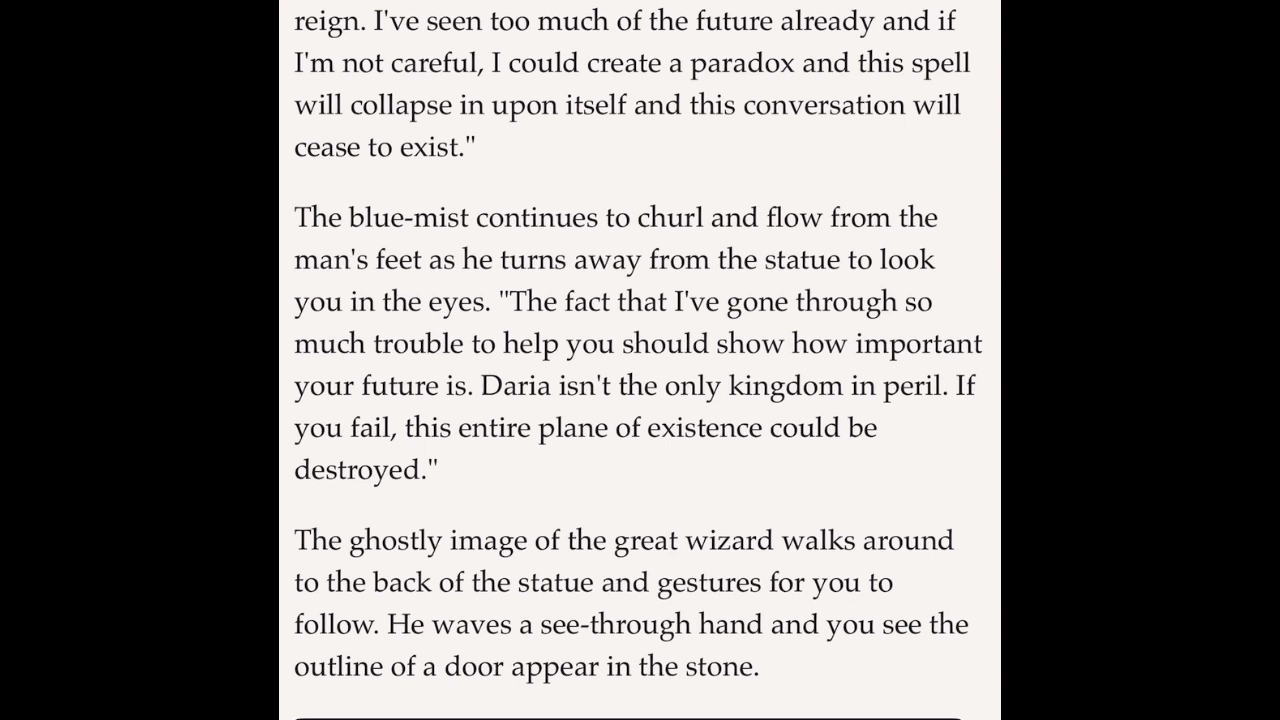 reign. I've seen too much of the future already and if
I'm not careful, I could create a paradox and this spell
will collapse in upon itself and this conversation will
cease to exist."
The blue-mist continues to churl and flow from the
man's feet as he turns away from the statue to look
you in the eyes. "The fact that I've gone through so
much trouble to help you should show how important
your future is. Daria isn't the only kingdom in peril. If
you fail, this entire plane of existence could be
destroyed."
The ghostly image of the great wizard walks around
to the back of the statue and gestures for you to
follow. He waves a see-through hand and you see the
outline of a door appear in the stone.